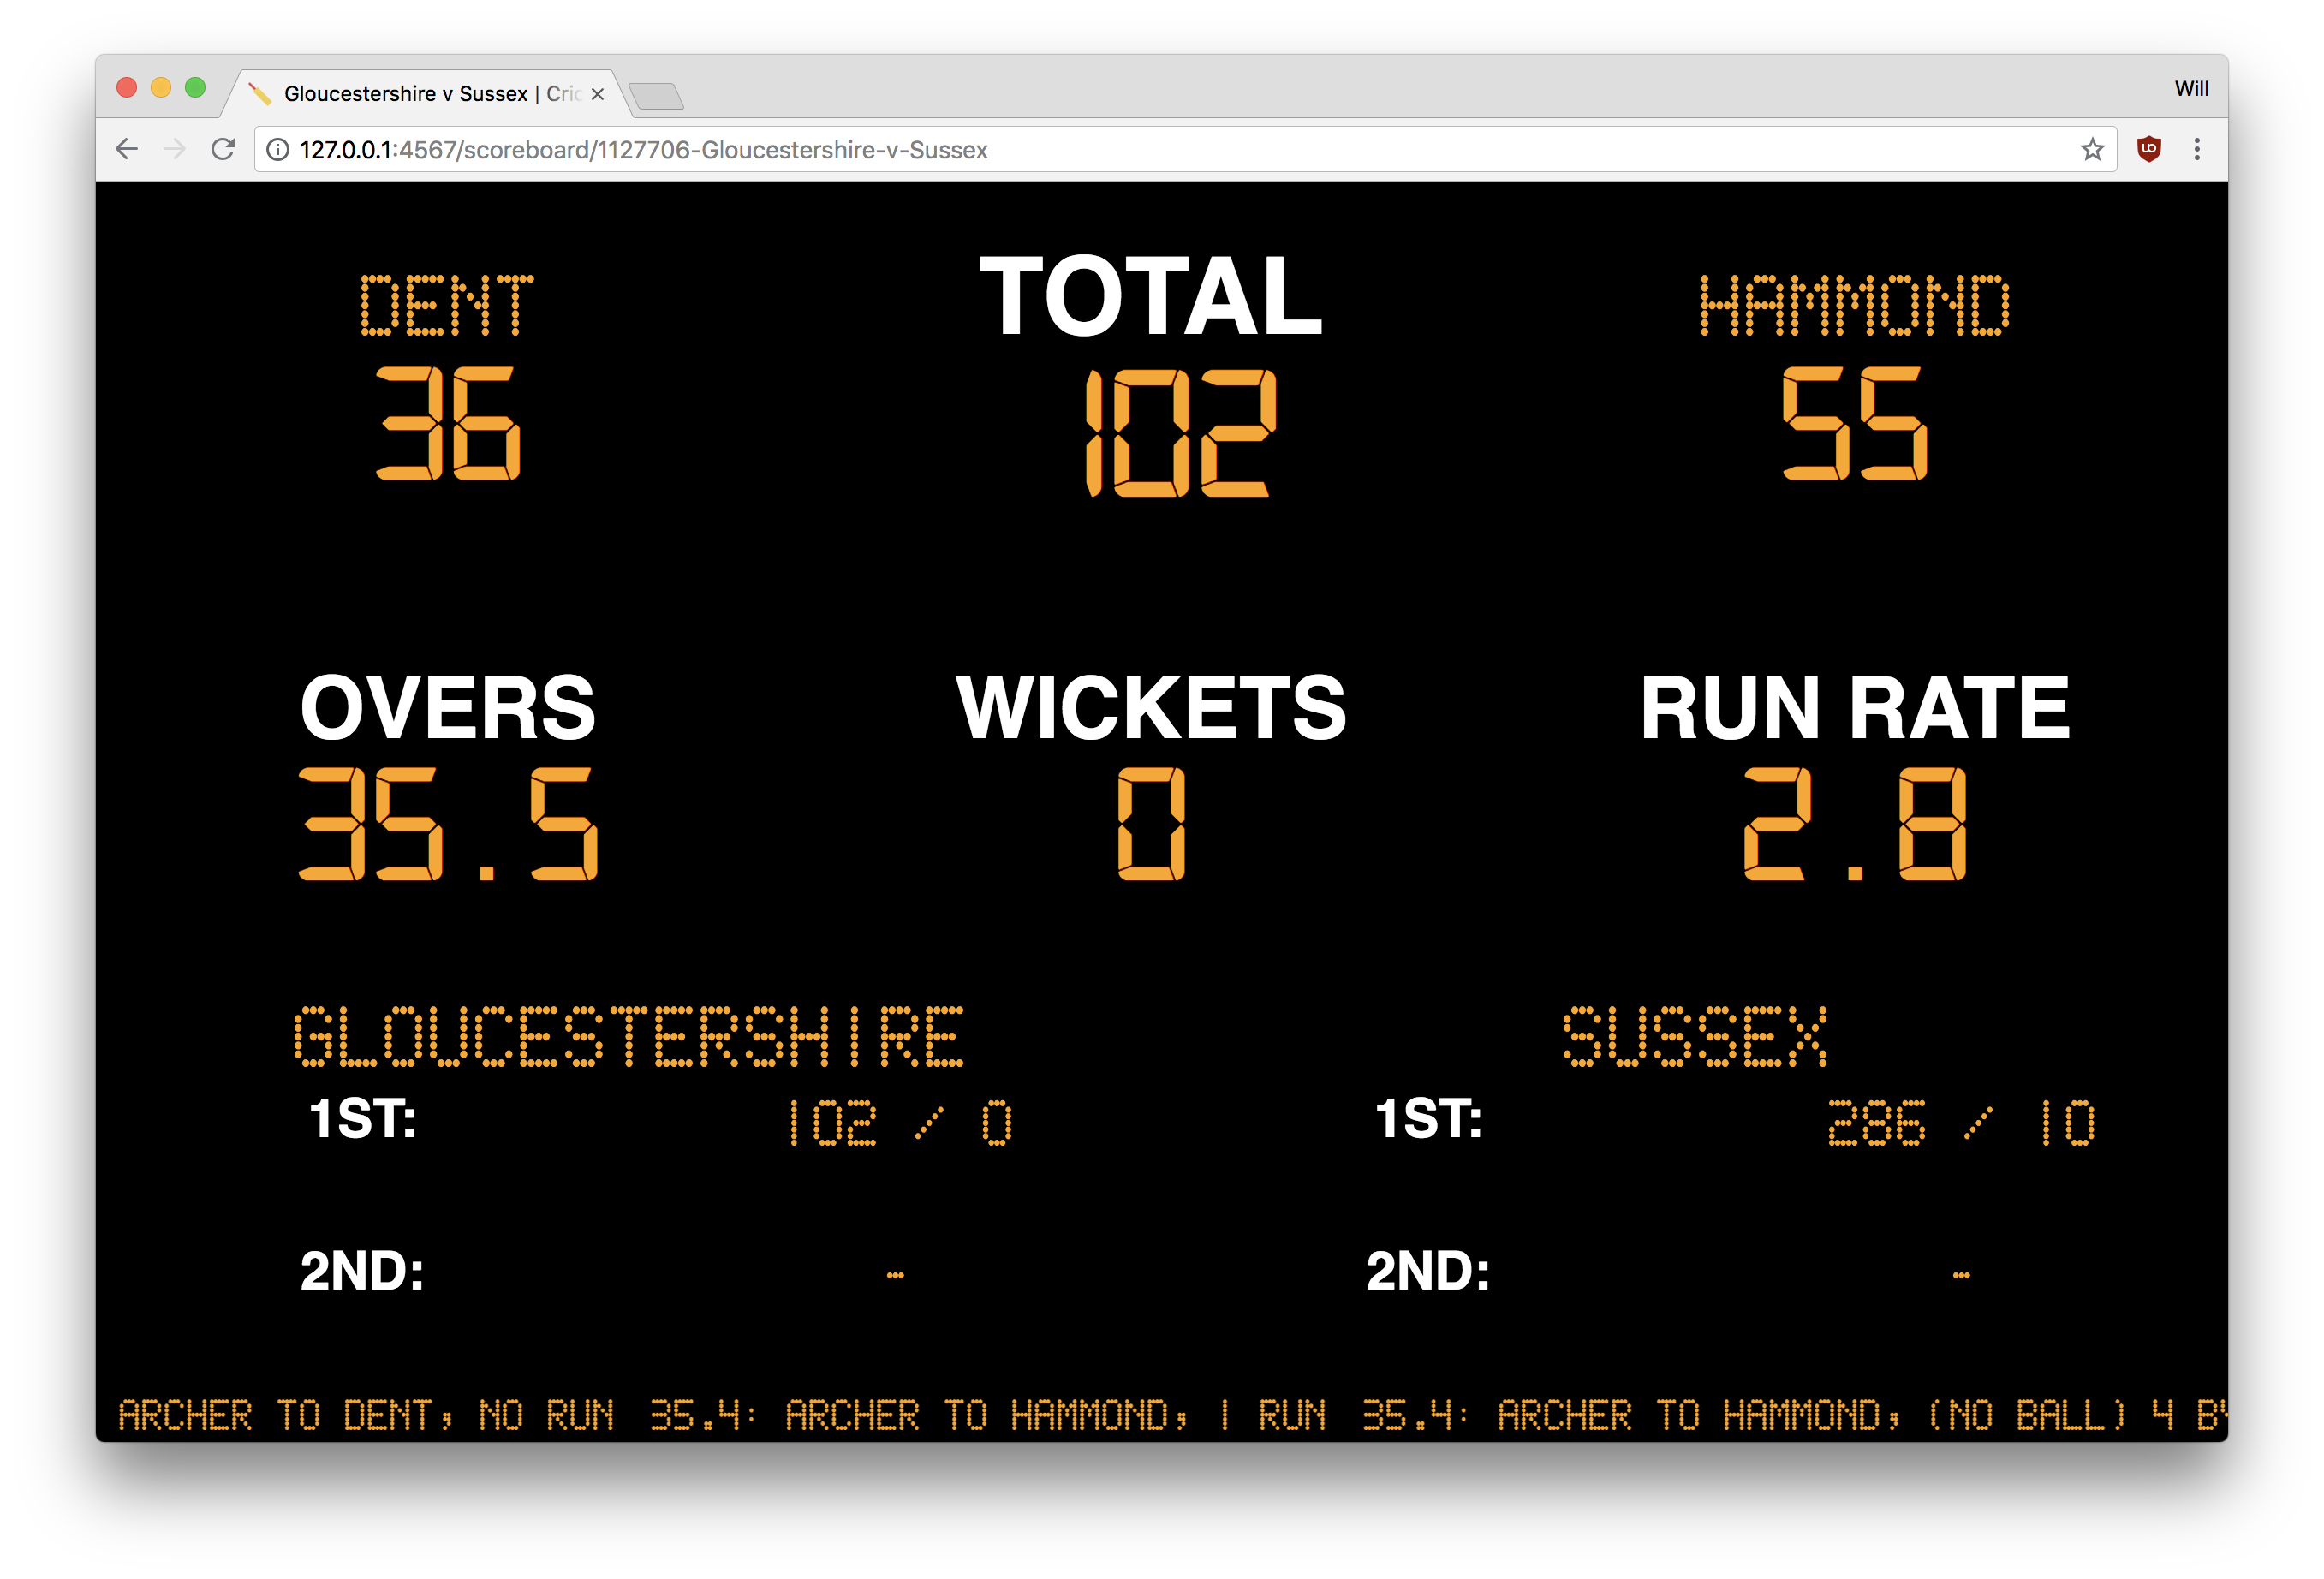 Gloucestershire v Sussex | Cric
Will
127.0.0.1:4567/scoreboard/1127706-Gloucestershire-v-Sussex
DENT TOTAL HAMMOND
36 102 55
OVERS WICKETS RUN RATE
35.5 0 2.8
GLOUCESTERSHIRE SUSSEX
1ST: 102 / 0 1ST: 286 / 10
2ND: - 2ND: -
ARCHER TO DENT, NO RUN 35.4: ARCHER TO HAMMOND, 1 RUN 35.4: ARCHER TO HAMMOND, (NO BALL) 4 BY